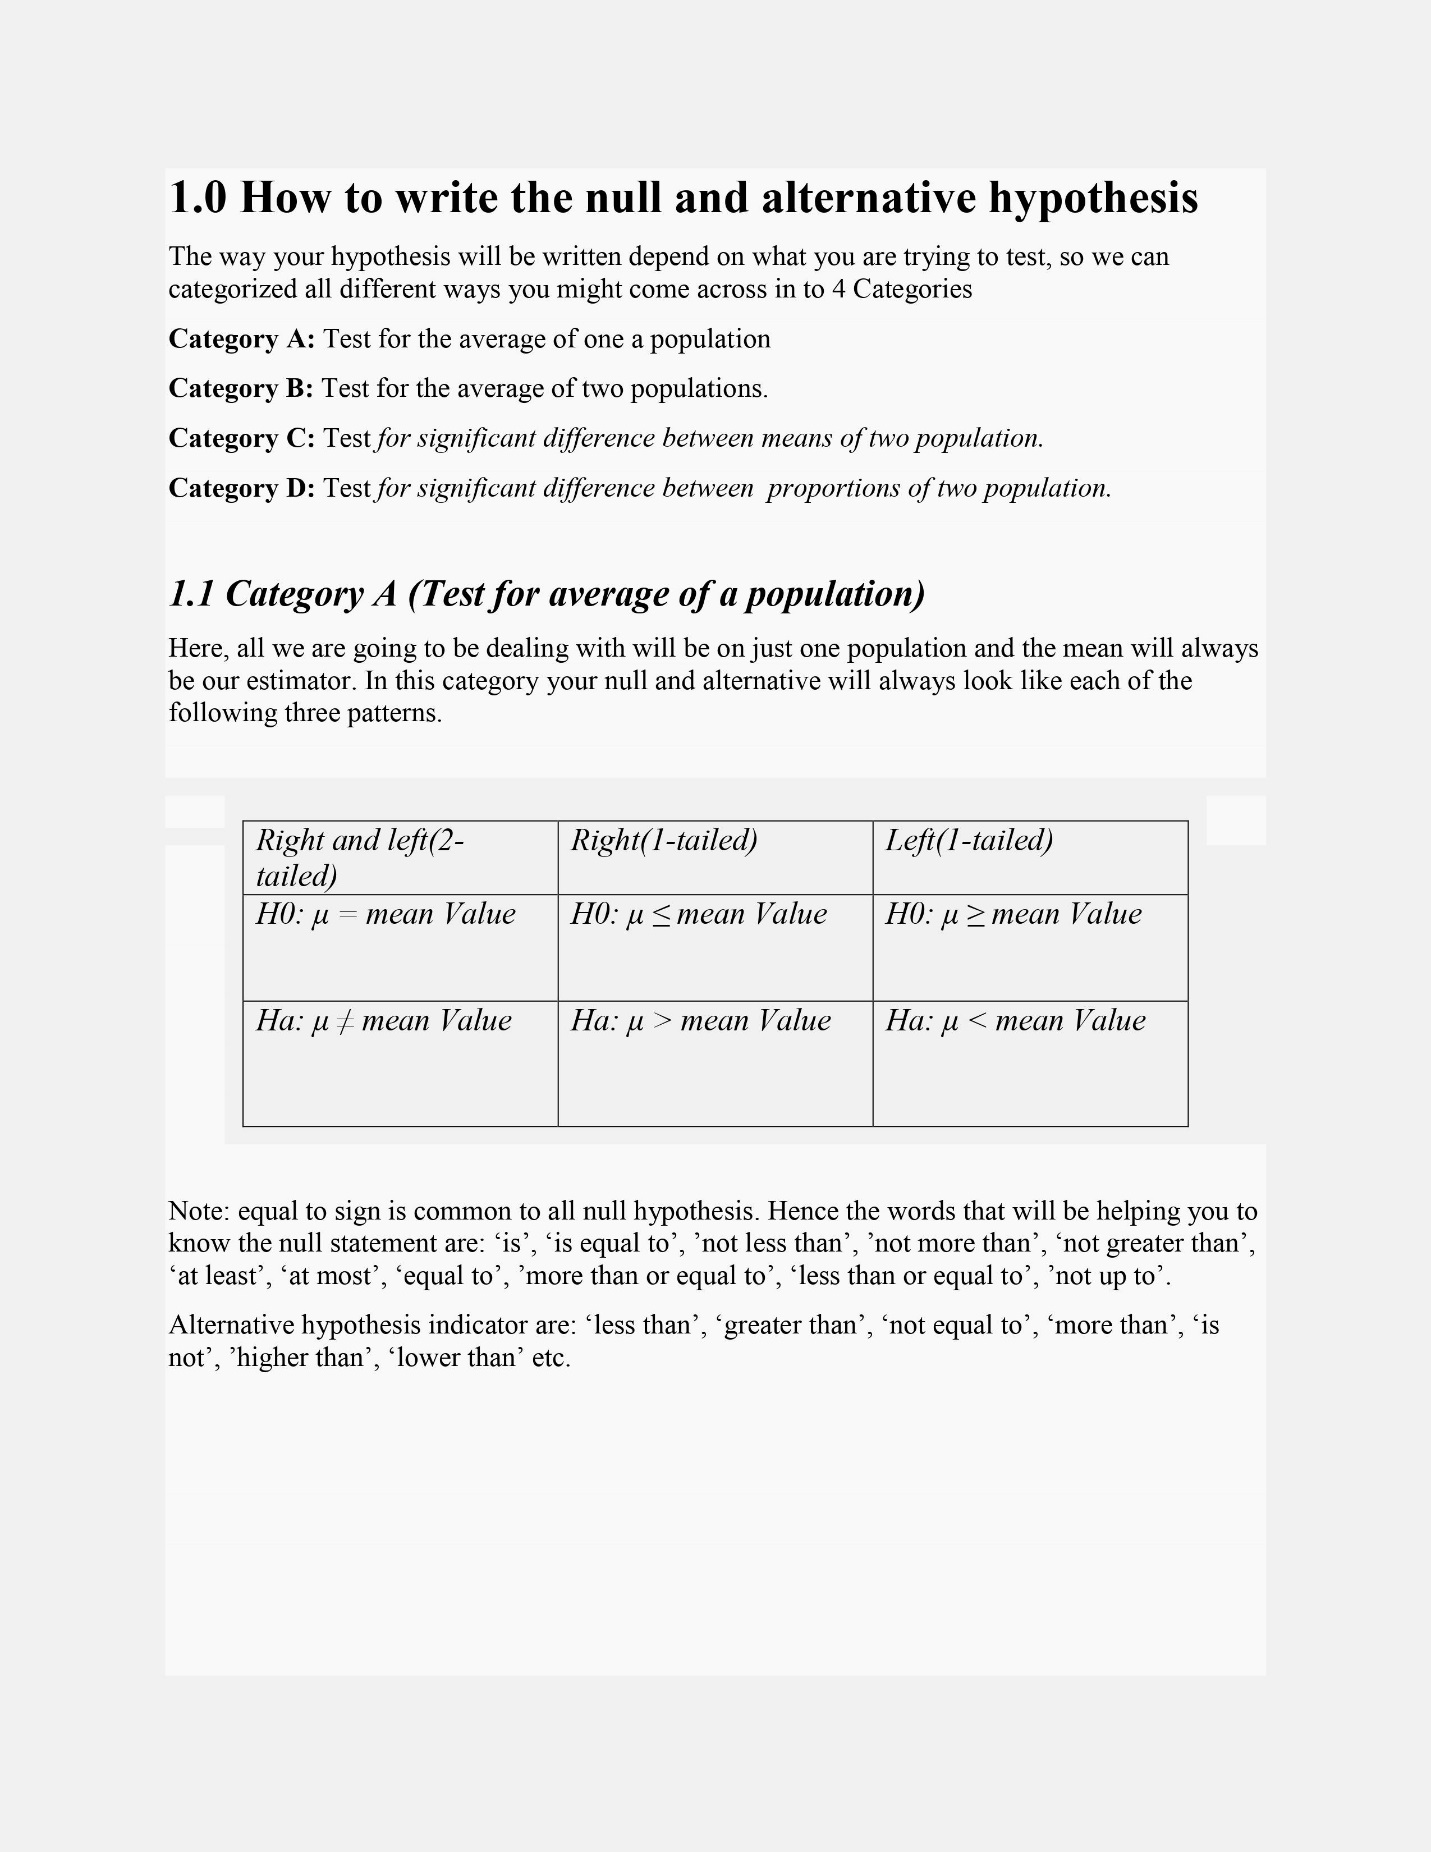 1.0 How to write the null and alternative hypothesis
The way your hypothesis will be written depend on what you are trying to test, so we can
categorized all different ways you might come across in to 4 Categories
Category A: Test for the average of one a population
Category B: Test for the average of two populations.
Category C: Test for significant difference between means of two population.
Category D: Test for significant difference between  proportions of two population.
1.1 Category A (Test for average of a population)
Here, all we are going to be dealing with will be on just one population and the mean will always
be our estimator. In this category your null and alternative will always look like each of the
following three patterns.
Right and left(2-
tailed)
Right(1-tailed)
Left(1-tailed)
H0: μ = mean Value
H0: μ ≤ mean Value
H0: μ ≥ mean Value
Ha: μ ≠ mean Value
Ha: μ > mean Value
Ha: μ < mean Value
Note: equal to sign is common to all null hypothesis. Hence the words that will be helping you to
know the null statement are: ‘is’, ‘is equal to’, ’not less than’, ’not more than’, ‘not greater than’,
‘at least’, ‘at most’, ‘equal to’, ’more than or equal to’, ‘less than or equal to’, ’not up to’.
Alternative hypothesis indicator are: ‘less than’, ‘greater than’, ‘not equal to’, ‘more than’, ‘is
not’, ’higher than’, ‘lower than’ etc.